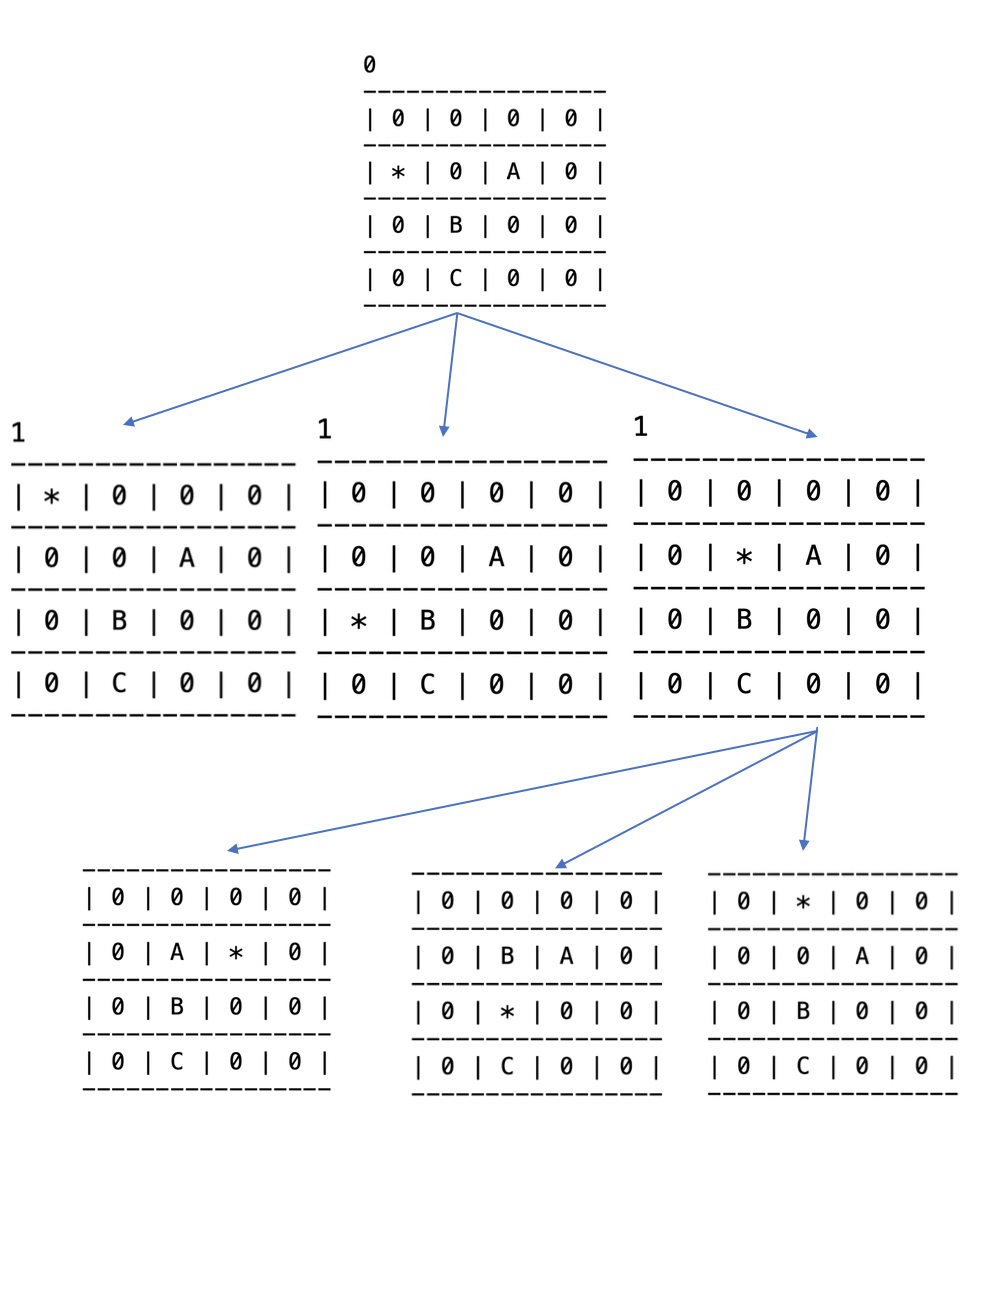 0
-----------------
| 0 | 0 | 0 | 0 |
-----------------
| * | 0 | A | 0 |
-----------------
| 0 | B | 0 | 0 |
-----------------
| 0 | C | 0 | 0 |
-----------------
1
-----------------
| * | 0 | 0 | 0 |
-----------------
| 0 | 0 | A | 0 |
-----------------
| 0 | B | 0 | 0 |
-----------------
| 0 | C | 0 | 0 |
-----------------
1
-----------------
| 0 | 0 | 0 | 0 |
-----------------
| 0 | 0 | A | 0 |
-----------------
| * | B | 0 | 0 |
-----------------
| 0 | C | 0 | 0 |
-----------------
1
-----------------
| 0 | 0 | 0 | 0 |
-----------------
| 0 | * | A | 0 |
-----------------
| 0 | B | 0 | 0 |
-----------------
| 0 | C | 0 | 0 |
-----------------
-----------------
| 0 | 0 | 0 | 0 |
-----------------
| 0 | A | * | 0 |
-----------------
| 0 | B | 0 | 0 |
-----------------
| 0 | C | 0 | 0 |
-----------------
-----------------
| 0 | 0 | 0 | 0 |
-----------------
| 0 | B | A | 0 |
-----------------
| 0 | * | 0 | 0 |
-----------------
| 0 | C | 0 | 0 |
-----------------
-----------------
| 0 | * | 0 | 0 |
-----------------
| 0 | 0 | A | 0 |
-----------------
| 0 | B | 0 | 0 |
-----------------
| 0 | C | 0 | 0 |
-----------------